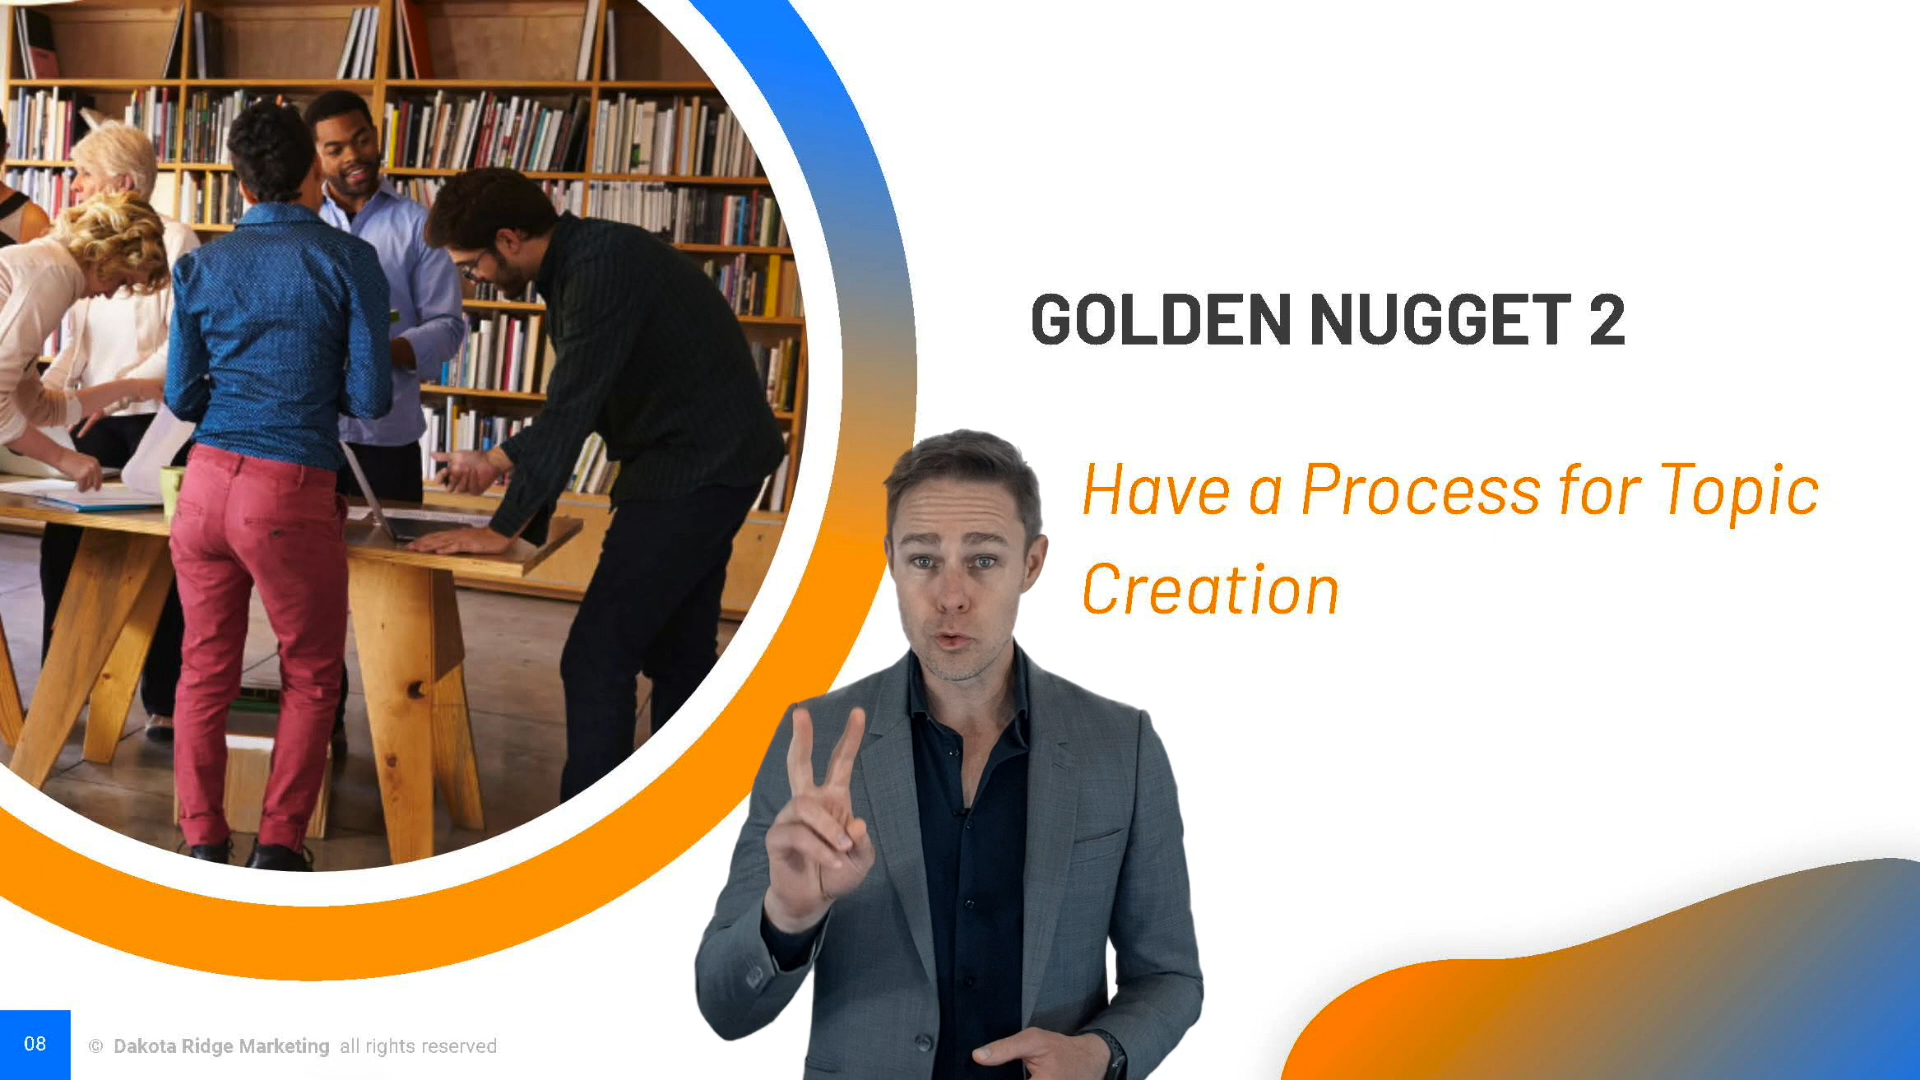 GOLDEN NUGGET 2
Have a Process for Topic
Creation
08
© Dakota Ridge Marketing all rights reserved